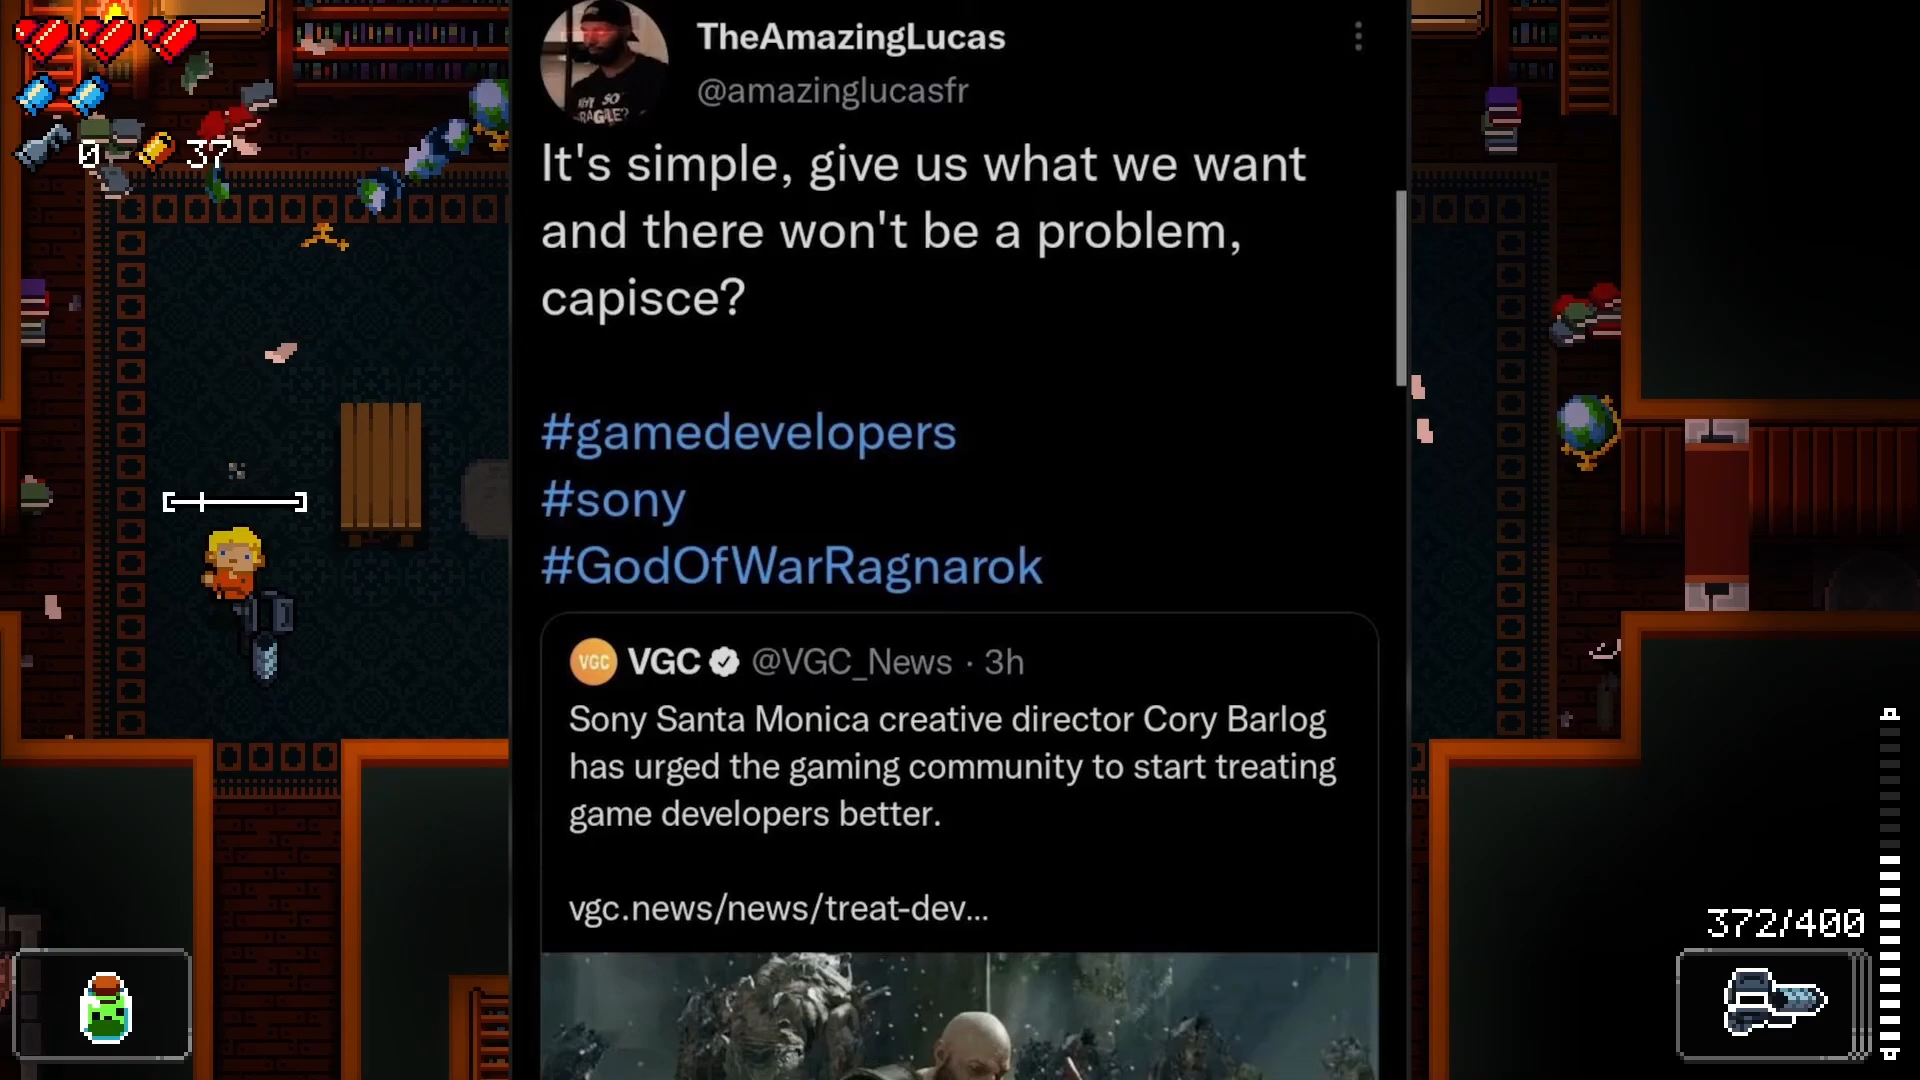 TheAmazingLucas
@amazinglucasfr
It's simple, give us what we want
and there won't be a problem,
capisce?
#gamedevelopers
#sony
#GodOfWarRagnarok
VGC VGC @VGC_News · 3h
Sony Santa Monica creative director Cory Barlog
has urged the gaming community to start treating
game developers better.
vgc.news/news/treat-dev...
0 37
372/400